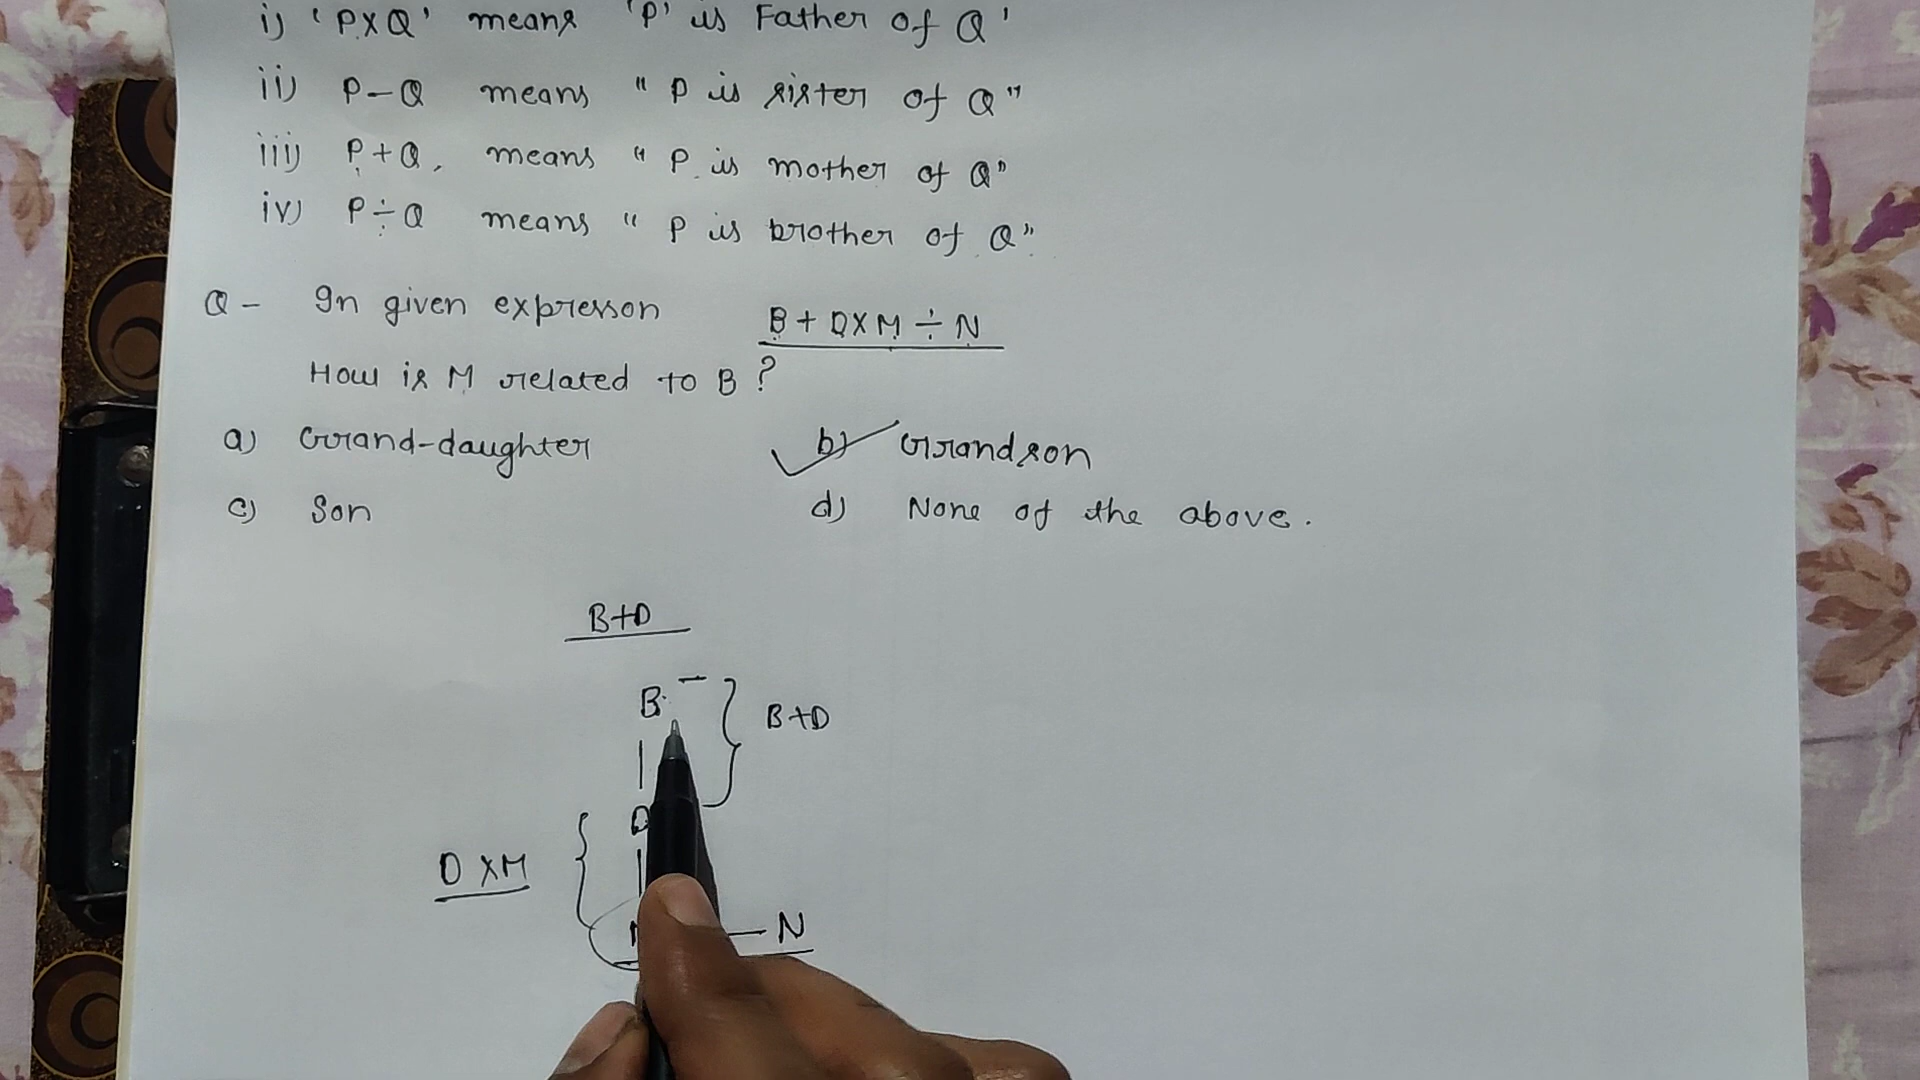 i) 'P×Q' means 'P' is Father of Q'
ii) P-Q means "P is sister of Q"
iii) P+Q, means "P is mother of Q"
iv) P÷Q means "P is brother of Q"
Q- In given expresson B+D×M÷N
How is M related to B?
a) Grand-daughter b) Grandson
c) Son d) None of the above.
B+D
B - } B+D
D
D×M {
- N